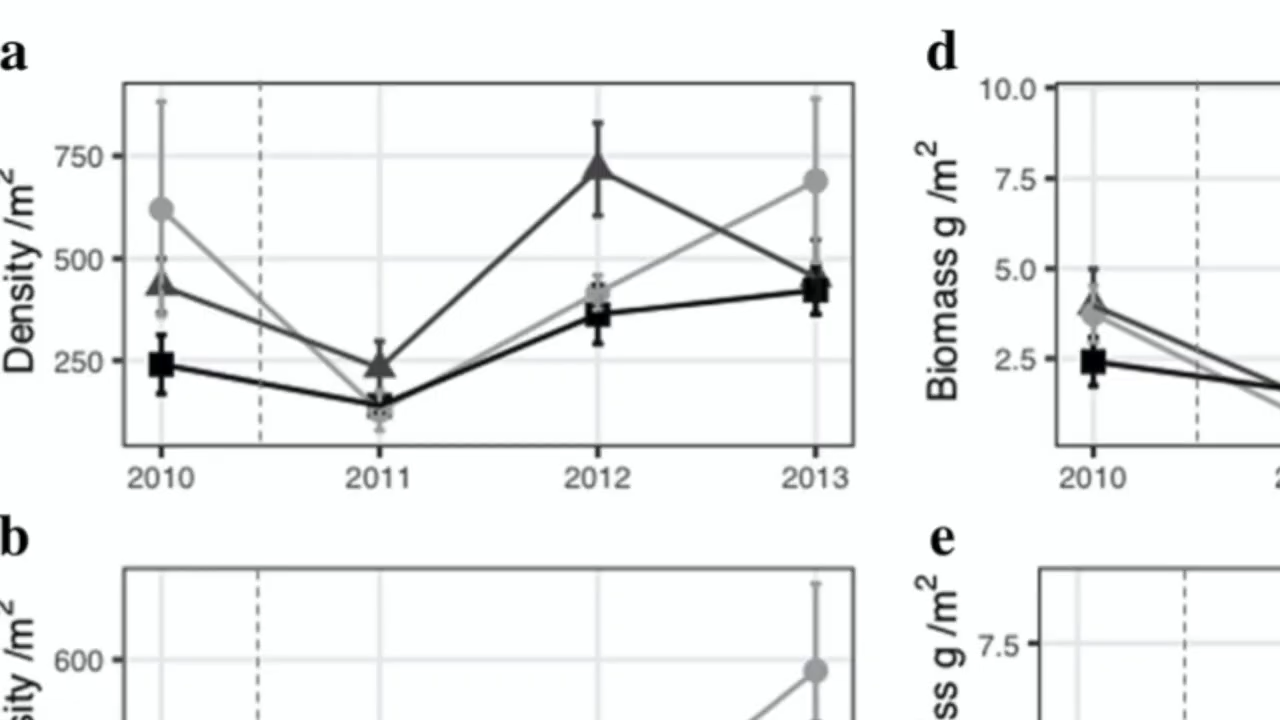 a
Density /m²
750
500
250
2010 2011 2012 2013
d
Biomass g /m²
10.0
7.5
5.0
2.5
2010
b
600
e
g /m²
7.5